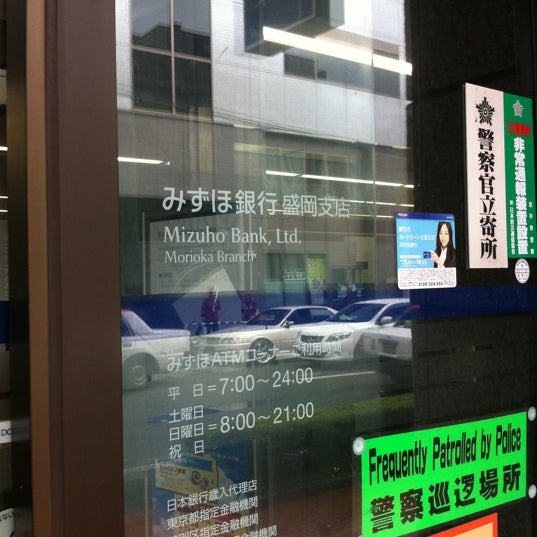 みずほ銀行 盛岡支店
Mizuho Bank, Ltd.
Morioka Branch
みずほATMコーナーご利用時間
平　日＝7:00～24:00
土曜日
日曜日＝8:00～21:00
祝　日
日本銀行歳入代理店
東京都指定金融機関
警察官立寄所
非常通報装置設置
Frequently Patrolled by Police
警察巡逻場所